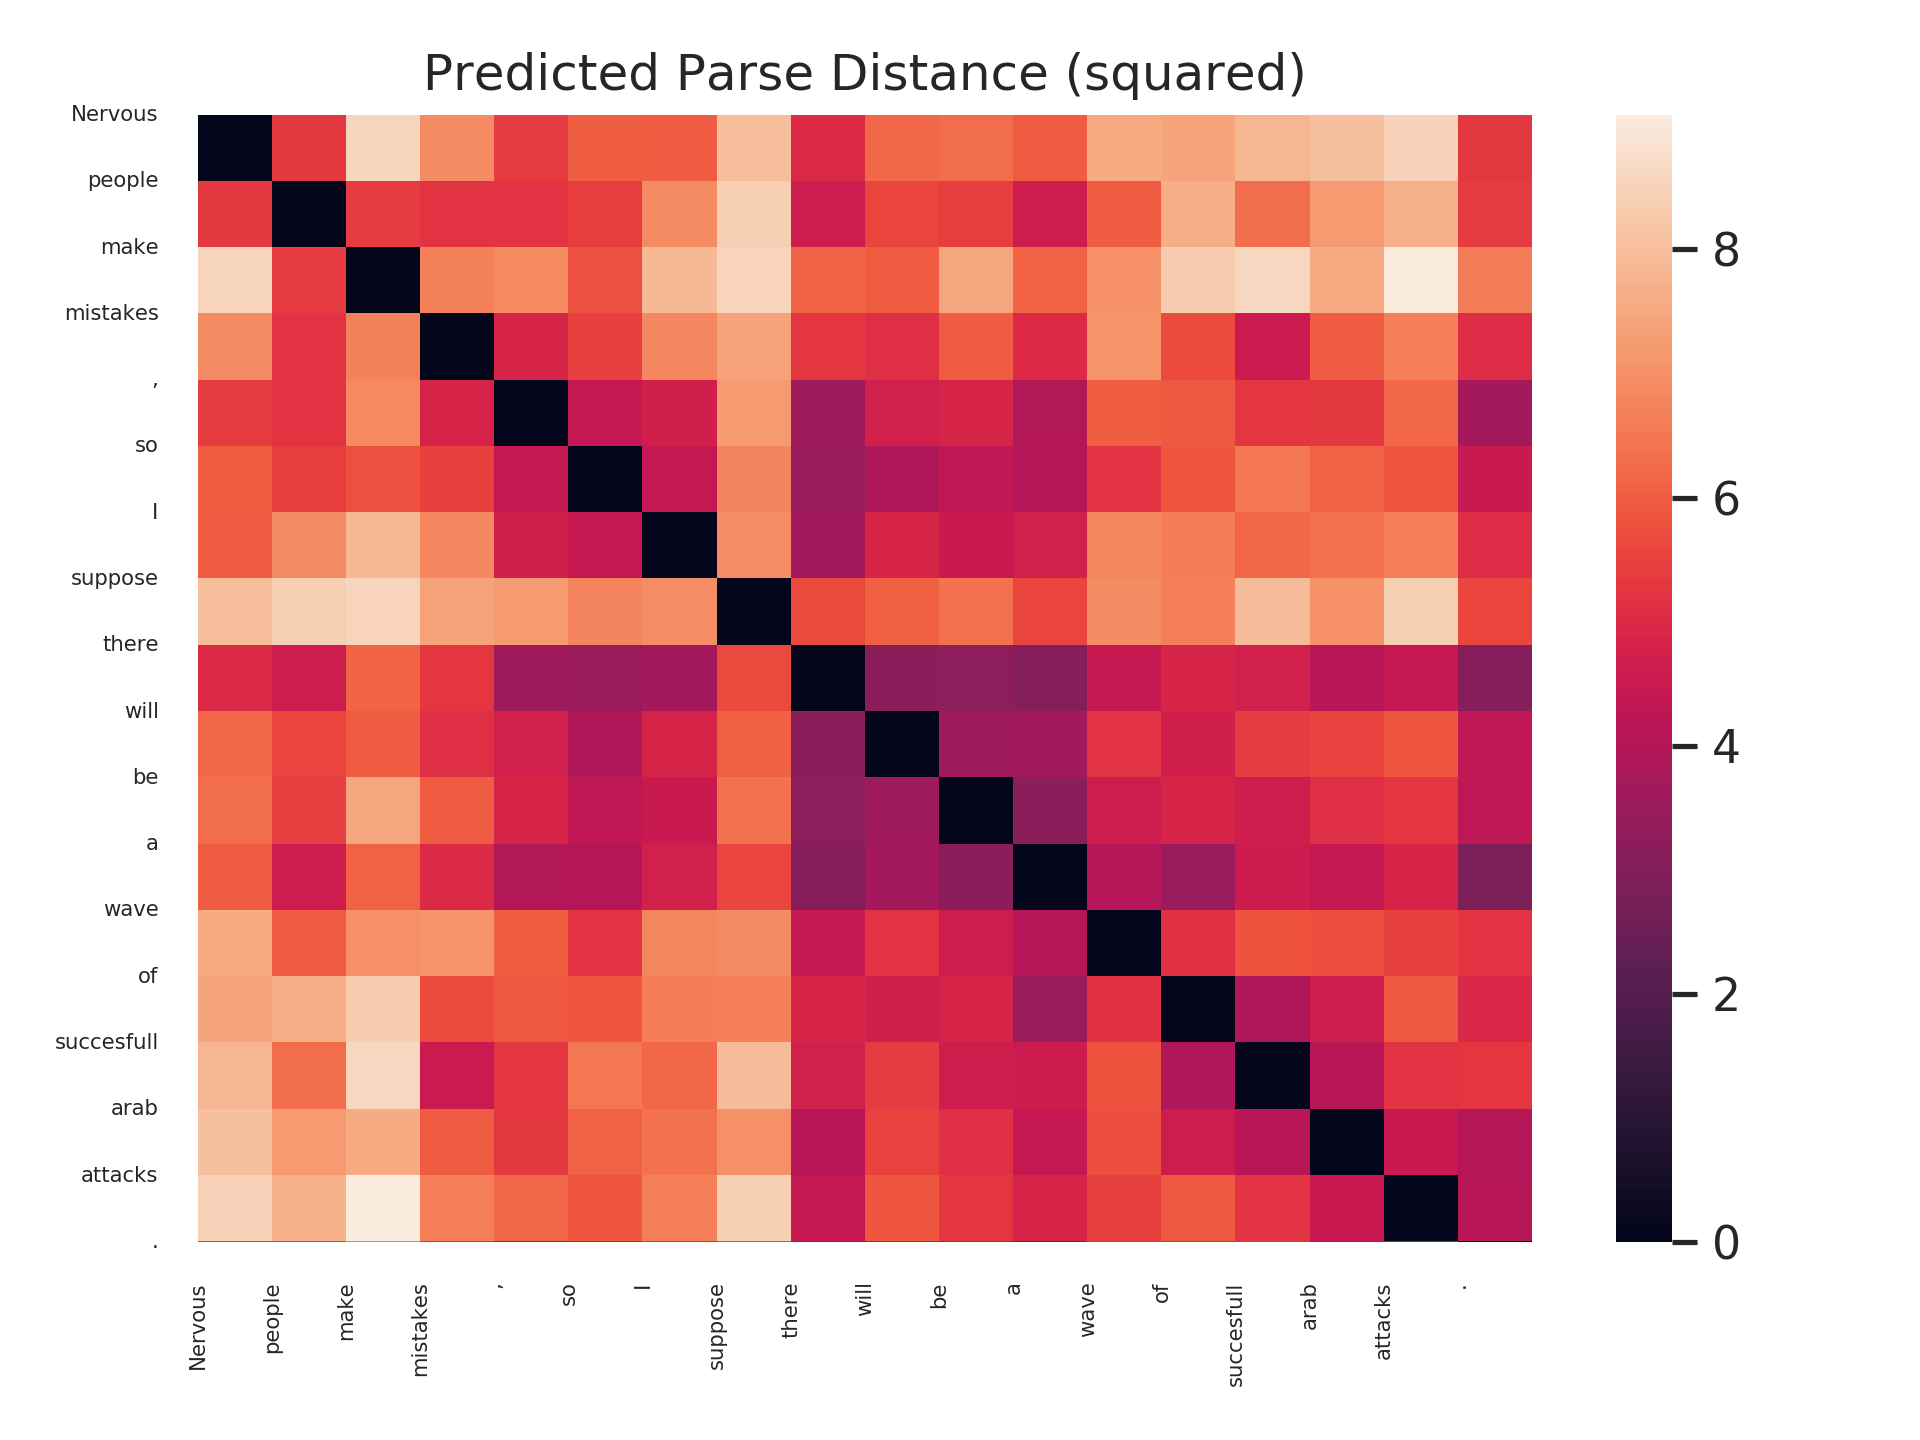 Predicted Parse Distance (squared)
Nervous
people
make
mistakes
,
so
I
suppose
there
will
be
a
wave
of
succesfull
arab
attacks
.
8
6
4
2
0
Nervous
people
make
mistakes
,
so
I
suppose
there
will
be
a
wave
of
succesfull
arab
attacks
.